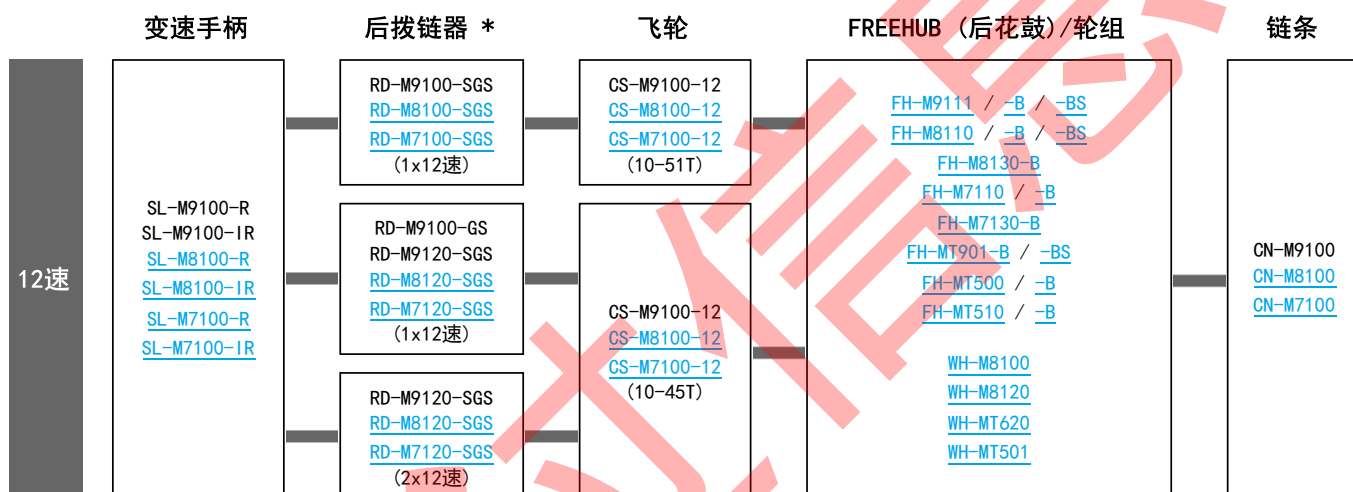 变速手柄
后拨链器 *
飞轮
FREEHUB (后花鼓)/轮组
链条
12速
SL-M9100-R
SL-M9100-IR
SL-M8100-R
SL-M8100-IR
SL-M7100-R
SL-M7100-IR
RD-M9100-SGS
RD-M8100-SGS
RD-M7100-SGS
(1x12速)
RD-M9100-GS
RD-M9120-SGS
RD-M8120-SGS
RD-M7120-SGS
(1x12速)
RD-M9120-SGS
RD-M8120-SGS
RD-M7120-SGS
(2x12速)
CS-M9100-12
CS-M8100-12
CS-M7100-12
(10-51T)
CS-M9100-12
CS-M8100-12
CS-M7100-12
(10-45T)
FH-M9111 / -B / -BS
FH-M8110 / -B / -BS
FH-M8130-B
FH-M7110 / -B
FH-M7130-B
FH-MT901-B / -BS
FH-MT500 / -B
FH-MT510 / -B
WH-M8100
WH-M8120
WH-MT620
WH-MT501
CN-M9100
CN-M8100
CN-M7100
信息